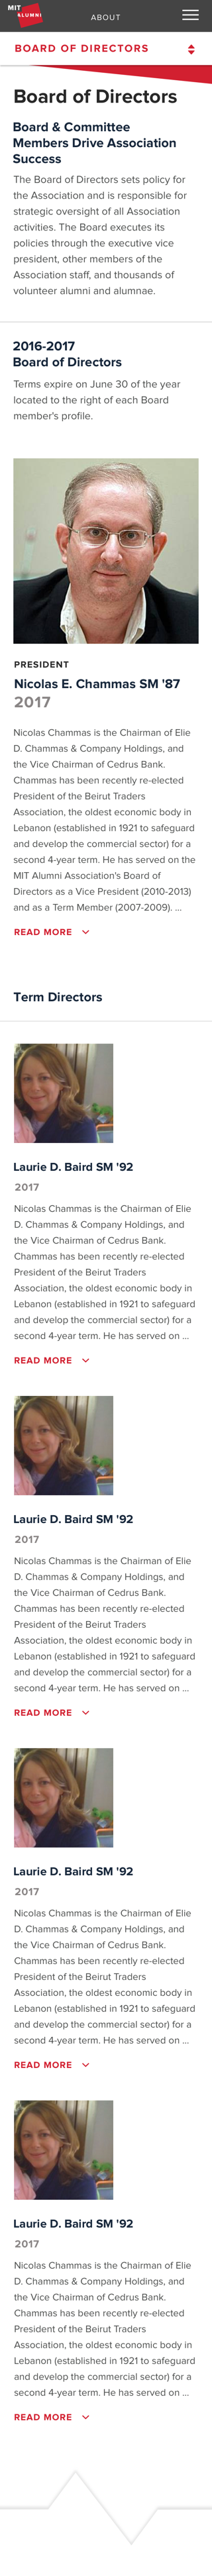 MIT
ALUMNI
ABOUT
BOARD OF DIRECTORS
Board of Directors
Board & Committee
Members Drive Association
Success
The Board of Directors sets policy for
the Association and is responsible for
strategic oversight of all Association
activities. The Board executes its
policies through the executive vice
president, other members of the
Association staff, and thousands of
volunteer alumni and alumnae.
2016-2017
Board of Directors
Terms expire on June 30 of the year
located to the right of each Board
member's profile.
PRESIDENT
Nicolas E. Chammas SM '87
2017
Nicolas Chammas is the Chairman of Elie
D. Chammas & Company Holdings, and
the Vice Chairman of Cedrus Bank.
Chammas has been recently re-elected
President of the Beirut Traders
Association, the oldest economic body in
Lebanon (established in 1921 to safeguard
and develop the commercial sector) for a
second 4-year term. He has served on the
MIT Alumni Association's Board of
Directors as a Vice President (2010-2013)
and as a Term Member (2007-2009). ...
READ MORE
Term Directors
Laurie D. Baird SM '92
2017
Nicolas Chammas is the Chairman of Elie
D. Chammas & Company Holdings, and
the Vice Chairman of Cedrus Bank.
Chammas has been recently re-elected
President of the Beirut Traders
Association, the oldest economic body in
Lebanon (established in 1921 to safeguard
and develop the commercial sector) for a
second 4-year term. He has served on ...
READ MORE
Laurie D. Baird SM '92
2017
Nicolas Chammas is the Chairman of Elie
D. Chammas & Company Holdings, and
the Vice Chairman of Cedrus Bank.
Chammas has been recently re-elected
President of the Beirut Traders
Association, the oldest economic body in
Lebanon (established in 1921 to safeguard
and develop the commercial sector) for a
second 4-year term. He has served on ...
READ MORE
Laurie D. Baird SM '92
2017
Nicolas Chammas is the Chairman of Elie
D. Chammas & Company Holdings, and
the Vice Chairman of Cedrus Bank.
Chammas has been recently re-elected
President of the Beirut Traders
Association, the oldest economic body in
Lebanon (established in 1921 to safeguard
and develop the commercial sector) for a
second 4-year term. He has served on ...
READ MORE
Laurie D. Baird SM '92
2017
Nicolas Chammas is the Chairman of Elie
D. Chammas & Company Holdings, and
the Vice Chairman of Cedrus Bank.
Chammas has been recently re-elected
President of the Beirut Traders
Association, the oldest economic body in
Lebanon (established in 1921 to safeguard
and develop the commercial sector) for a
second 4-year term. He has served on ...
READ MORE